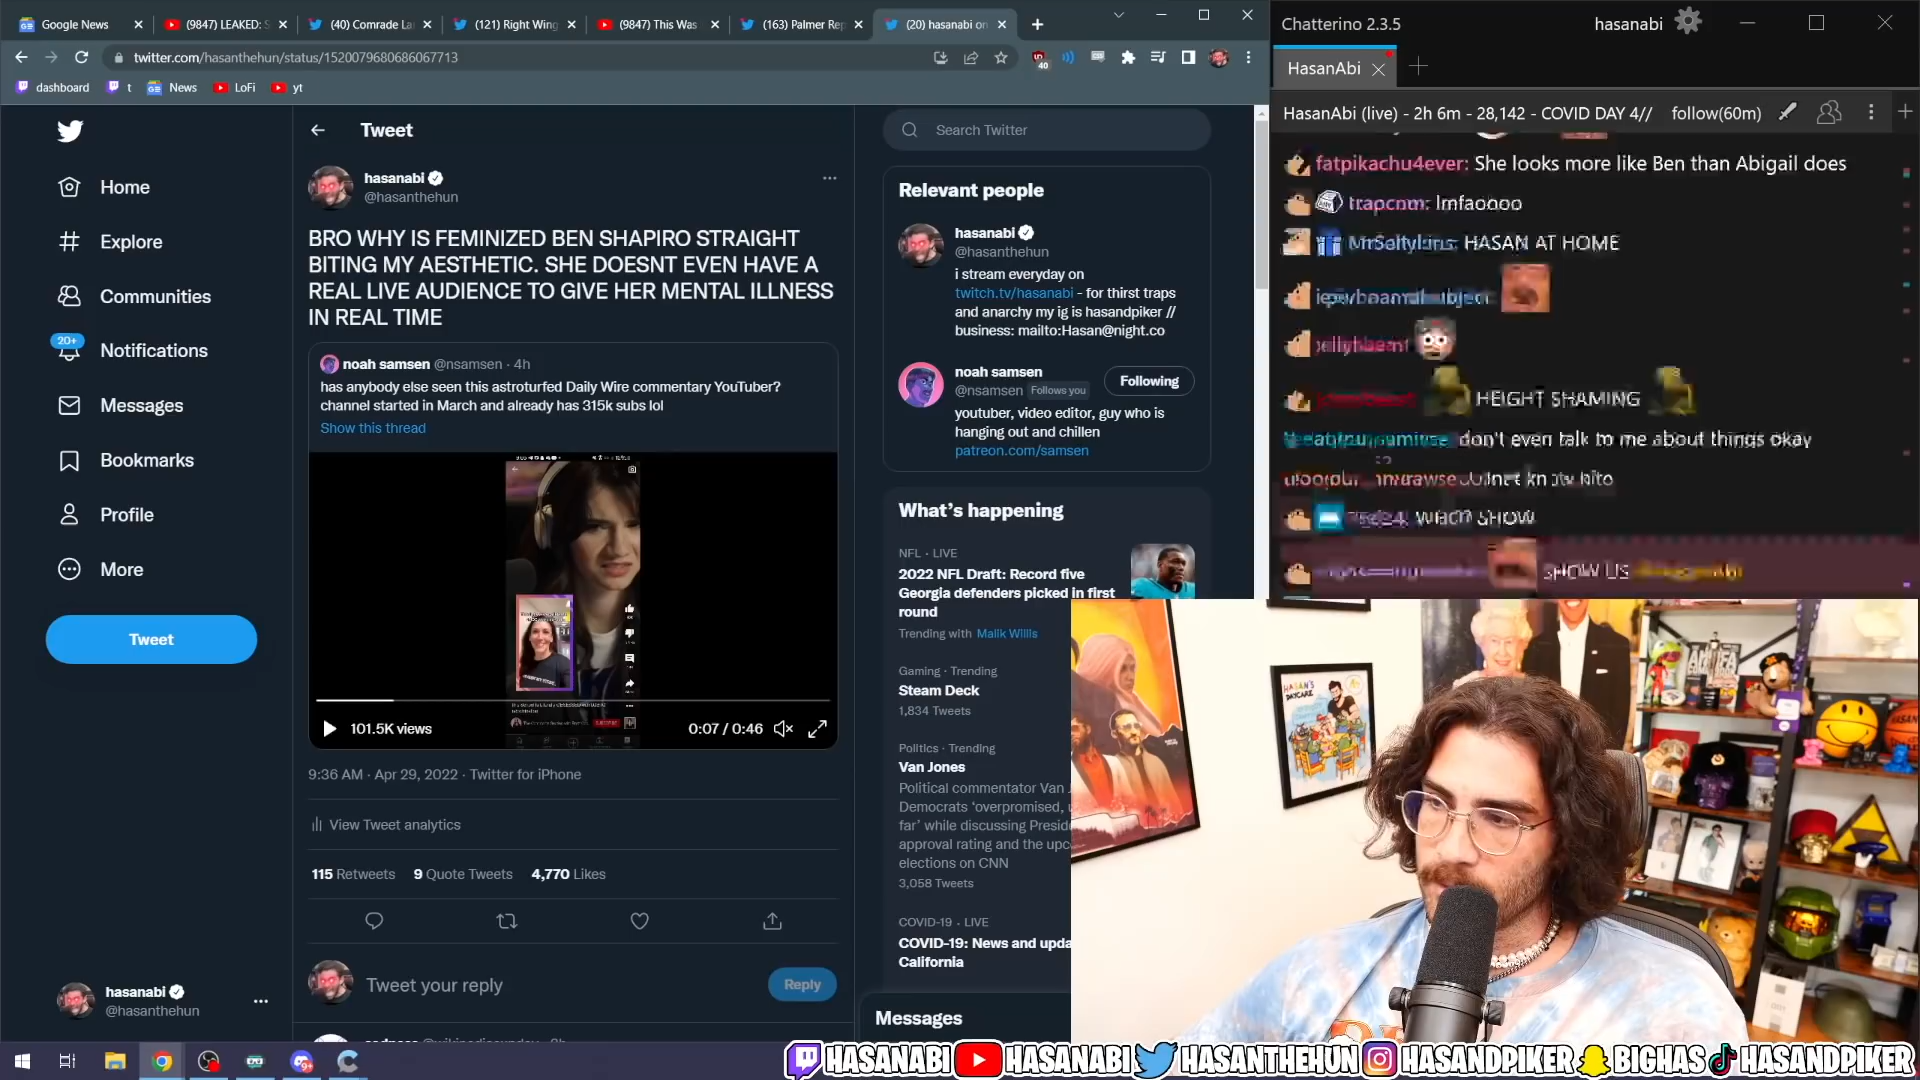 Google News
(9847) LEAKED: S
(40) Comrade La
(121) Right Wing
(9847) This Was
(163) Palmer Rep
(20) hasanabi on
twitter.com/hasanthehun/status/1520079680686067713
40
dashboard
t
News
LoFi
yt
Home
Explore
Communities
20+
Notifications
Messages
Bookmarks
Profile
More
Tweet
hasanabi
@hasanthehun
Tweet
hasanabi
@hasanthehun
BRO WHY IS FEMINIZED BEN SHAPIRO STRAIGHT
BITING MY AESTHETIC. SHE DOESNT EVEN HAVE A
REAL LIVE AUDIENCE TO GIVE HER MENTAL ILLNESS
IN REAL TIME
noah samsen @nsamsen · 4h
has anybody else seen this astroturfed Daily Wire commentary YouTuber?
channel started in March and already has 315k subs lol
Show this thread
101.5K views
0:07 / 0:46
9:36 AM · Apr 29, 2022 · Twitter for iPhone
View Tweet analytics
115 Retweets 9 Quote Tweets 4,770 Likes
Tweet your reply
Reply
Search Twitter
Relevant people
hasanabi
@hasanthehun
i stream everyday on
twitch.tv/hasanabi - for thirst traps
and anarchy my ig is hasandpiker //
business: mailto:Hasan@night.co
noah samsen
@nsamsen Follows you
Following
youtuber, video editor, guy who is
hanging out and chillen
patreon.com/samsen
What's happening
NFL · LIVE
2022 NFL Draft: Record five
Georgia defenders picked in first
round
Trending with Malik Willis
Gaming · Trending
Steam Deck
1,834 Tweets
Politics · Trending
Van Jones
Political commentator Van J
Democrats 'overpromised, u
far' while discussing Presid
approval rating and the upc
elections on CNN
3,058 Tweets
COVID-19 · LIVE
COVID-19: News and upda
California
Messages
Chatterino 2.3.5
hasanabi
HasanAbi
HasanAbi (live) - 2h 6m - 28,142 - COVID DAY 4//
follow(60m)
fatpikachu4ever: She looks more like Ben than Abigail does
trapcnm: lmfaoooo
HASAN AT HOME
HEIGHT SHAMING
don't even talk to me about things okay
SHOW
SHOW US
HASAN'S
DAYCARE
HASANABI HASANABI HASANTHEHUN HASANDPIKER BIGHAS HASANDPIKER